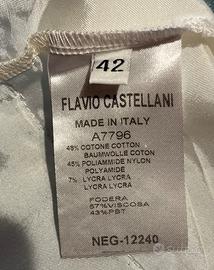 42
FLAVIO CASTELLANI
MADE IN ITALY
A7796
48% COTONE COTTON
BAUMWOLLE COTON
45% POLIAMMIDE NYLON
POLYAMIDE
7% LYCRA LYCRA
LYCRA LYCRA
FODERA
57% VISCOSA
43% PBT
NEG-12240
subito